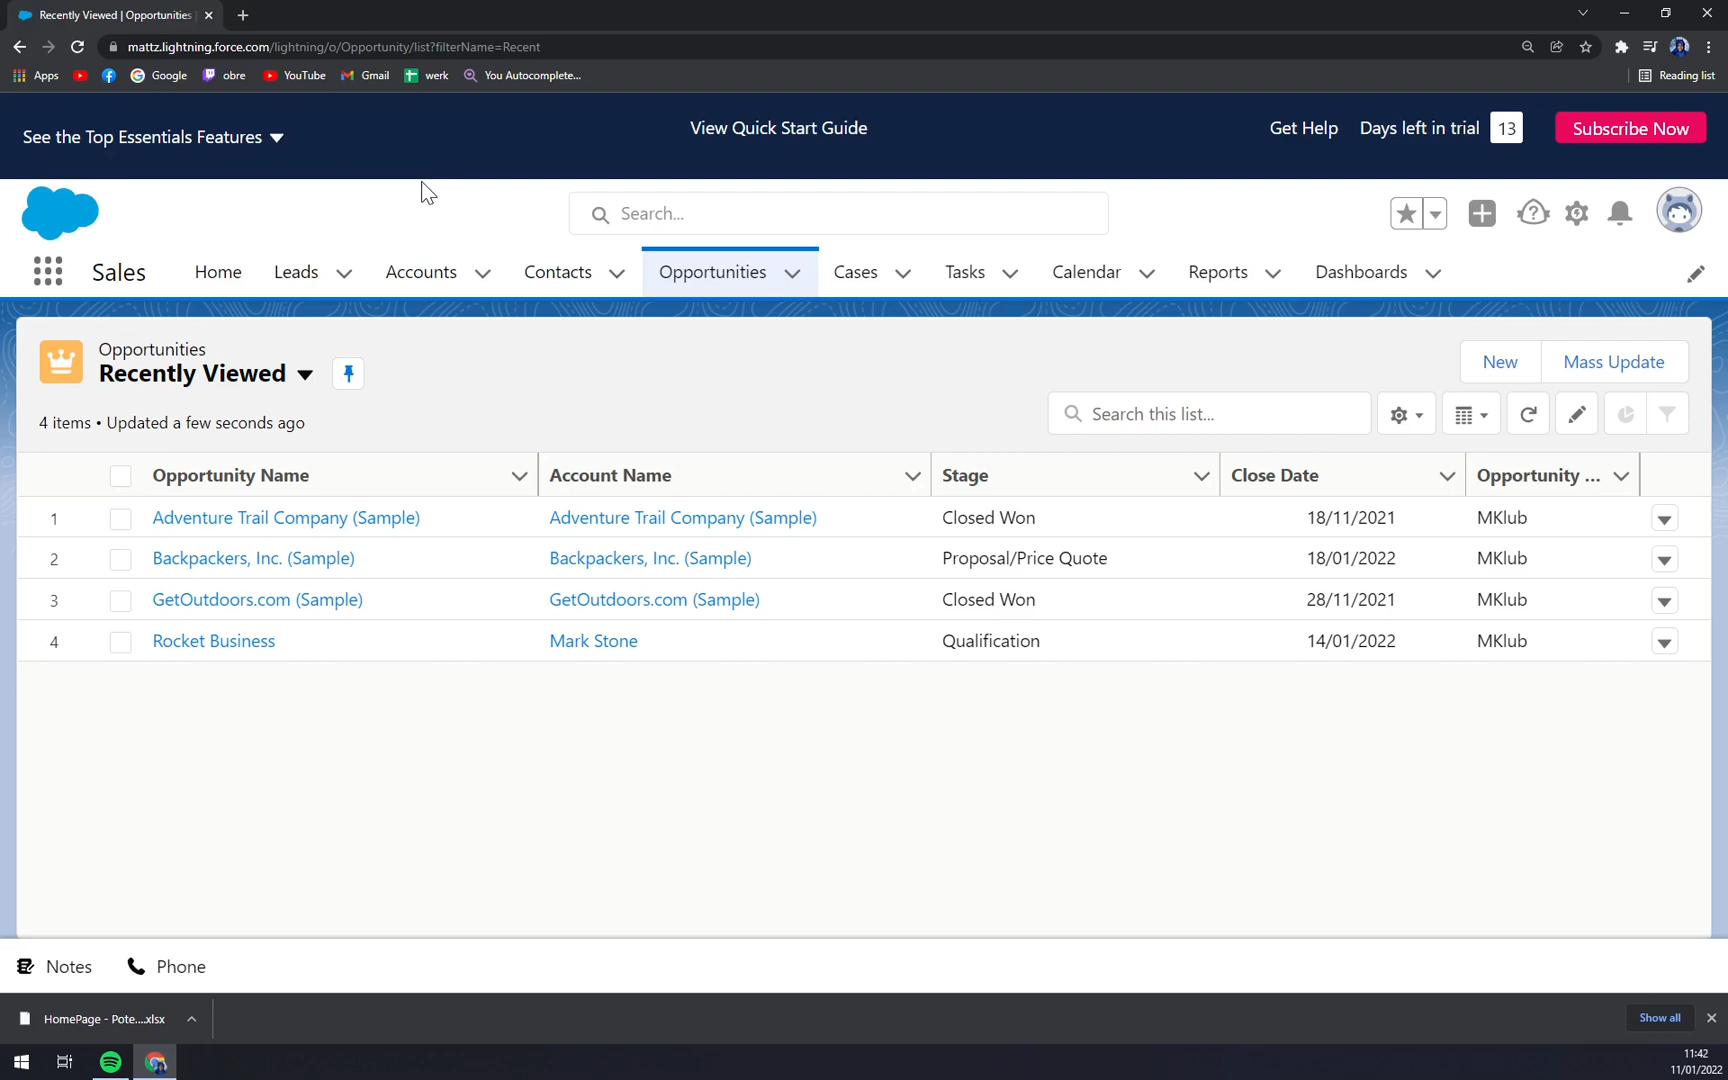 Recently Viewed | Opportunities
mattz.lightning.force.com/lightning/o/Opportunity/list?filterName=Recent
Apps Google obre YouTube Gmail werk You Autocomplete... Reading list
See the Top Essentials Features View Quick Start Guide Get Help Days left in trial 13 Subscribe Now
Search...
Sales Home Leads Accounts Contacts Opportunities Cases Tasks Calendar Reports Dashboards
Opportunities
Recently Viewed
New Mass Update
4 items • Updated a few seconds ago
Search this list...
Opportunity Name Account Name Stage Close Date Opportunity ...
1 Adventure Trail Company (Sample) Adventure Trail Company (Sample) Closed Won 18/11/2021 MKlub
2 Backpackers, Inc. (Sample) Backpackers, Inc. (Sample) Proposal/Price Quote 18/01/2022 MKlub
3 GetOutdoors.com (Sample) GetOutdoors.com (Sample) Closed Won 28/11/2021 MKlub
4 Rocket Business Mark Stone Qualification 14/01/2022 MKlub
Notes Phone
HomePage - Pote....xlsx Show all
11:42
11/01/2022